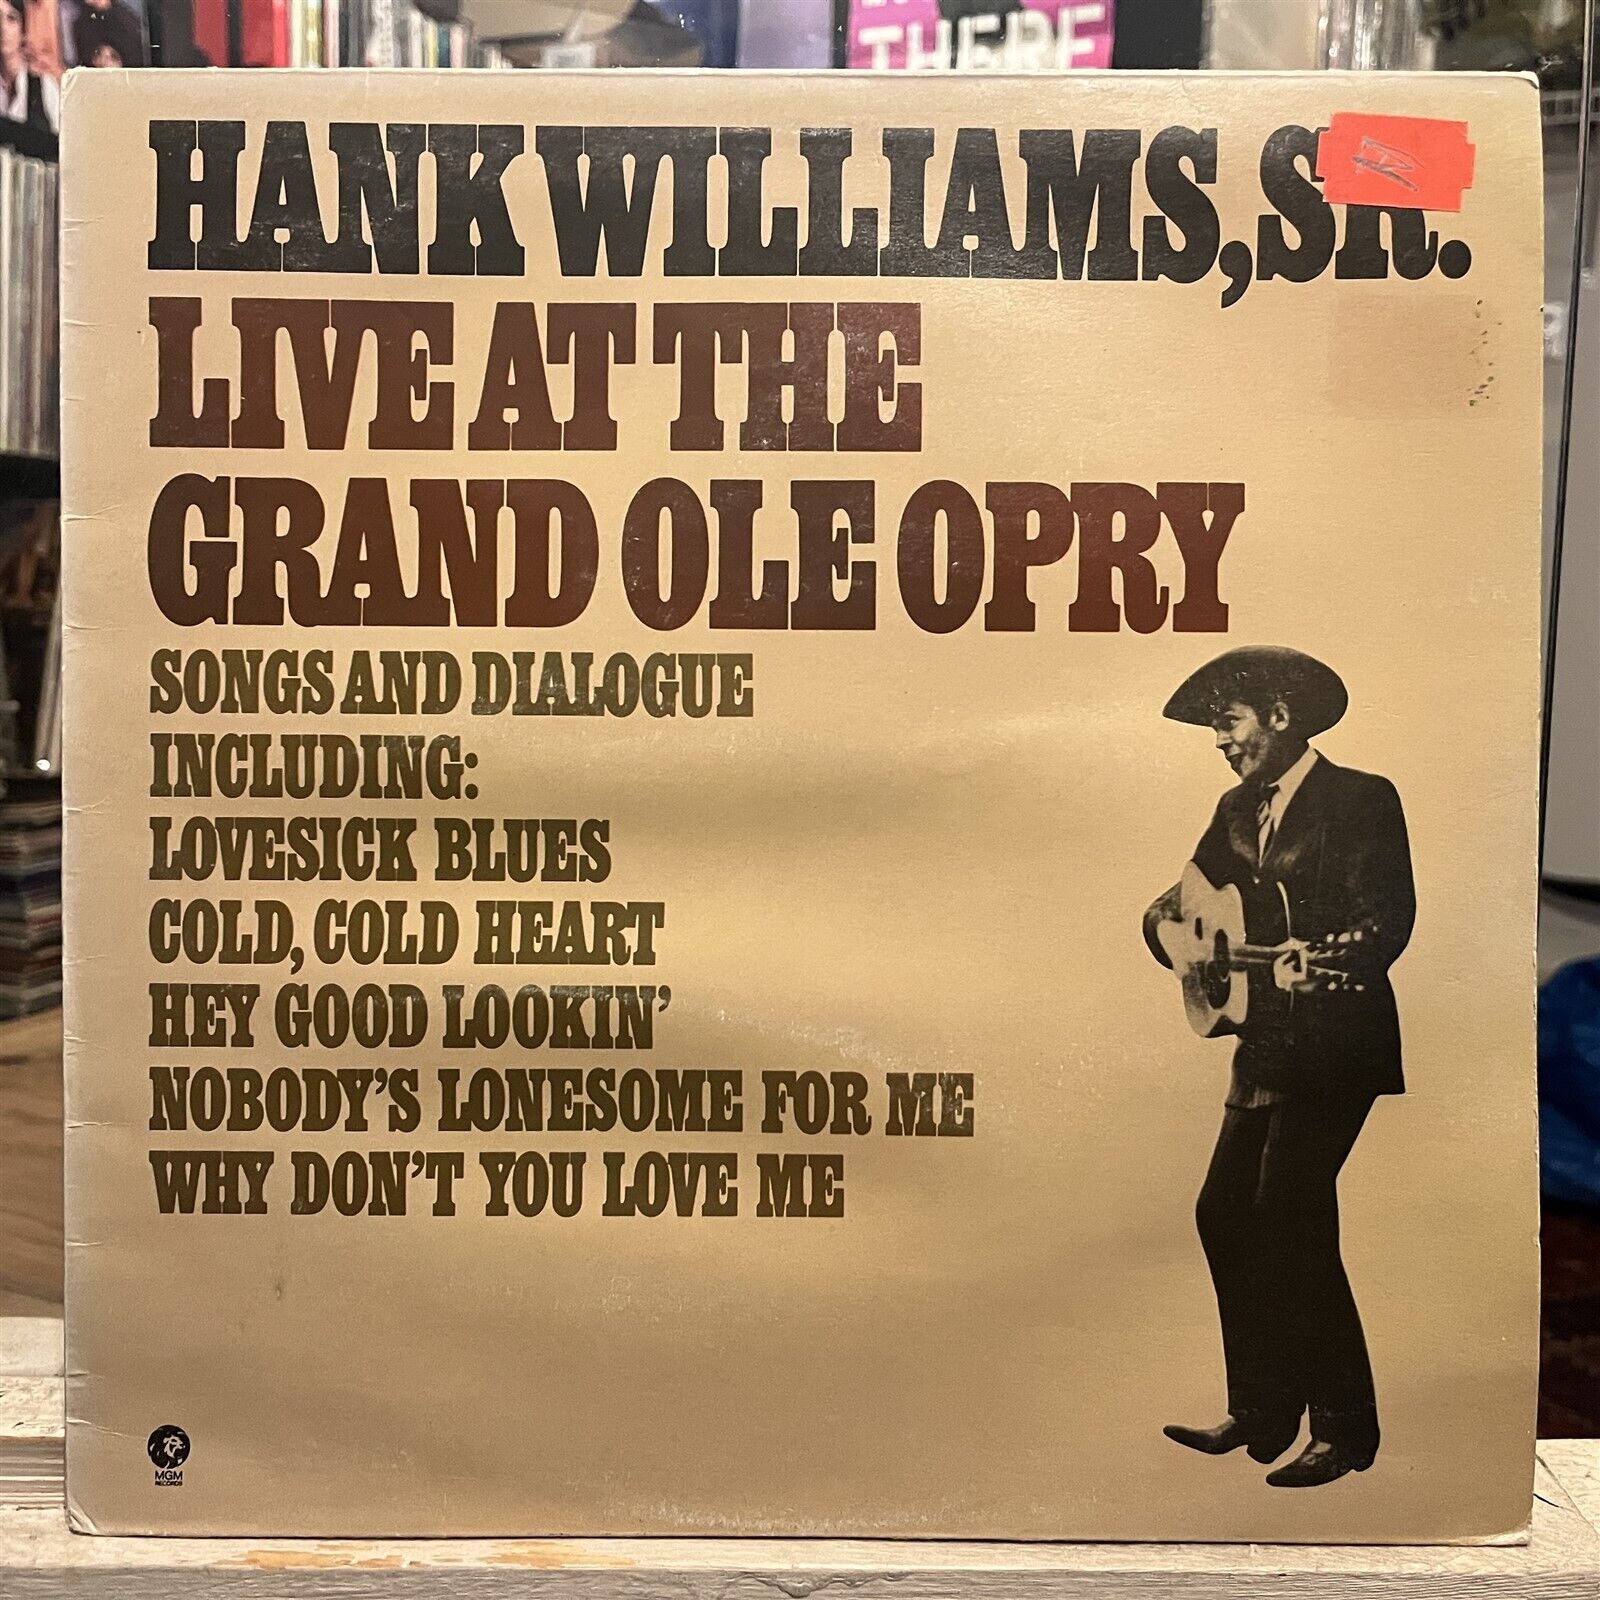 THERE
HANK WILLIAMS, SR.
LIVE AT THE
GRAND OLE OPRY
SONGS AND DIALOGUE
INCLUDING:
LOVESICK BLUES
COLD, COLD HEART
HEY GOOD LOOKIN'
NOBODY'S LONESOME FOR ME
WHY DON'T YOU LOVE ME
MGM
RECORDS